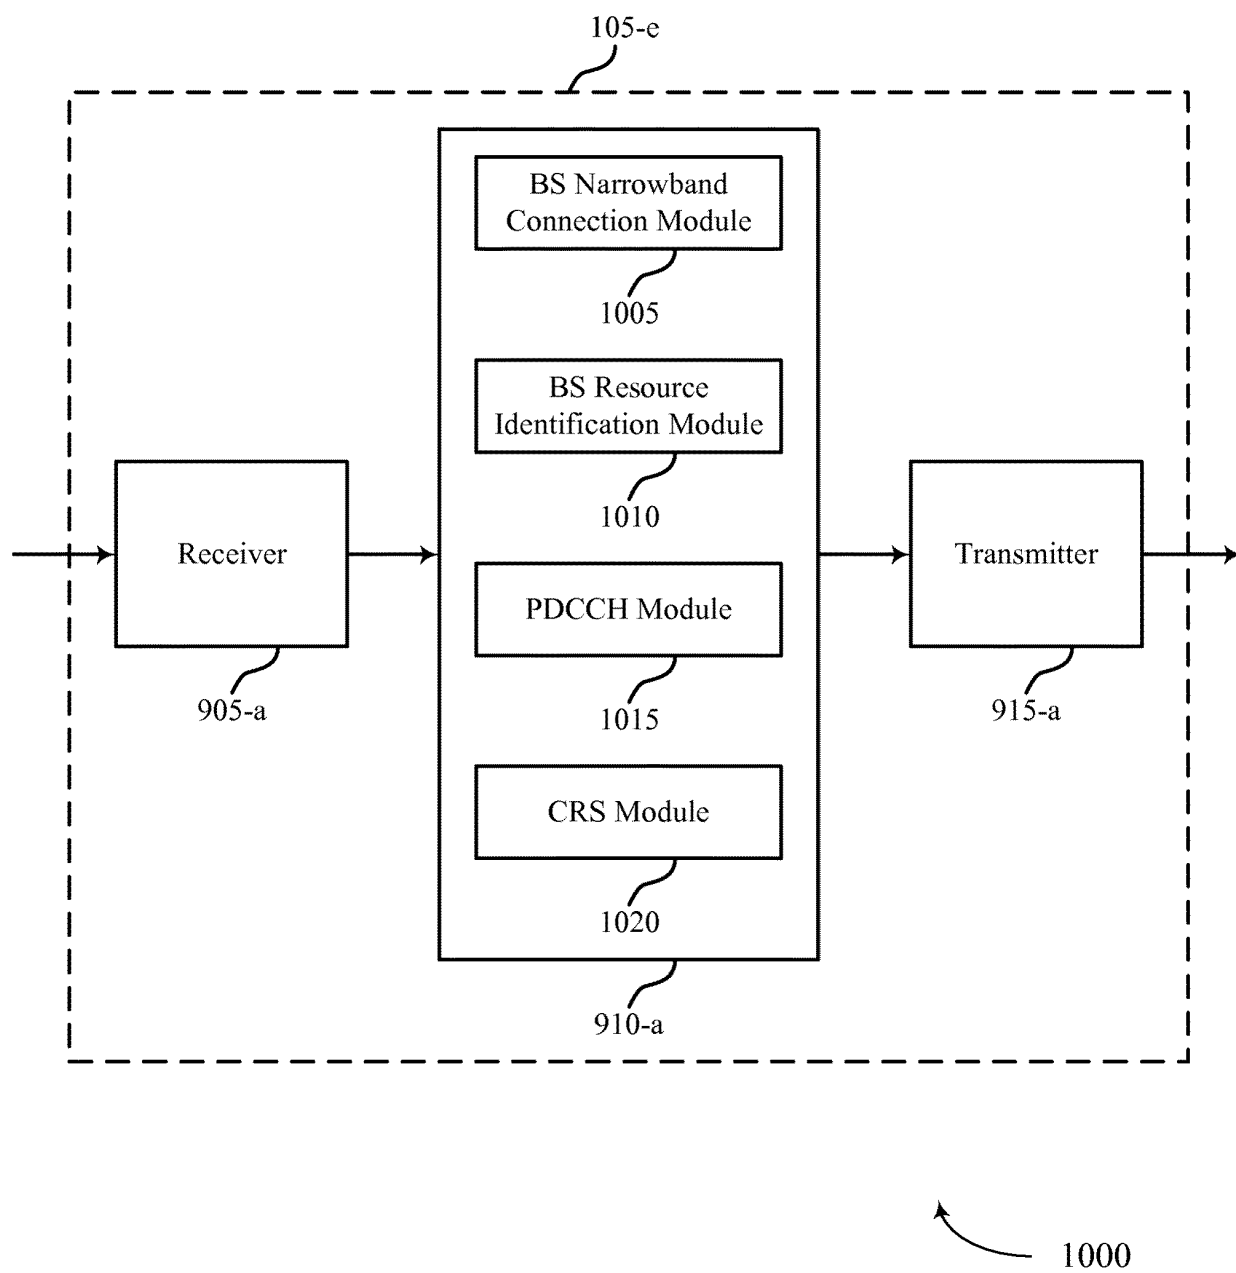 105-e
BS Narrowband
Connection Module
1005
BS Resource
Identification Module
1010
Receiver
Transmitter
PDCCH Module
905-a
1015
915-a
CRS Module
1020
910-a
1000